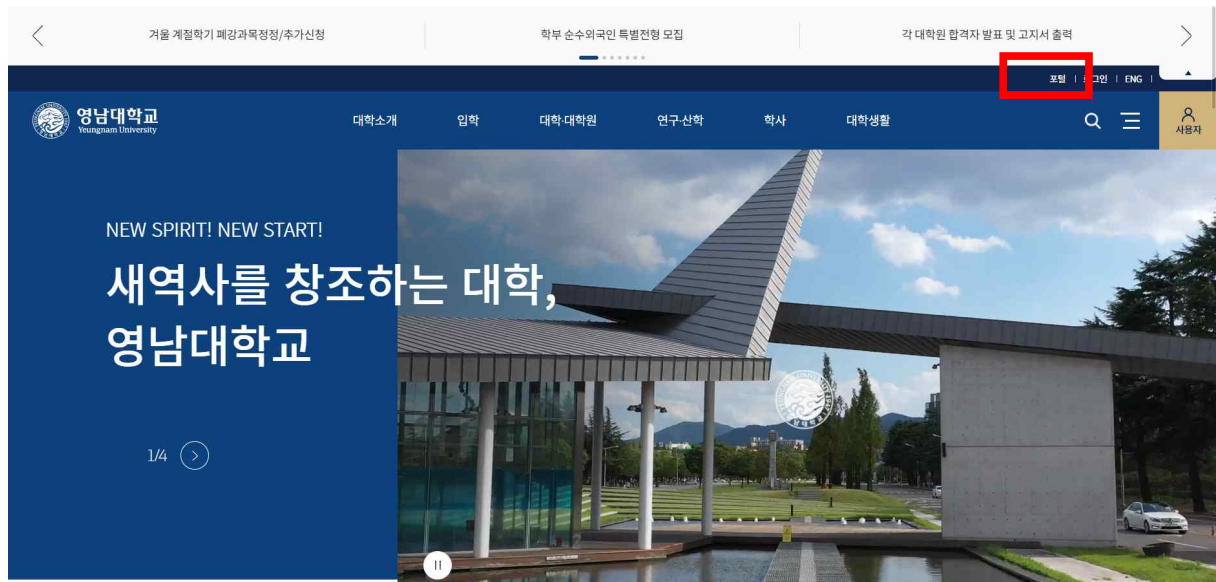 겨울 계절학기 폐강과목정정/추가신청
학부 순수외국인 특별전형 모집
각 대학원 합격자 발표 및 고지서 출력
포털 | 로그인 | ENG |
영남대학교
Yeungnam University
대학소개 입학 대학·대학원 연구·산학 학사 대학생활
사용자
NEW SPIRIT! NEW START!
새역사를 창조하는 대학,
영남대학교
1/4